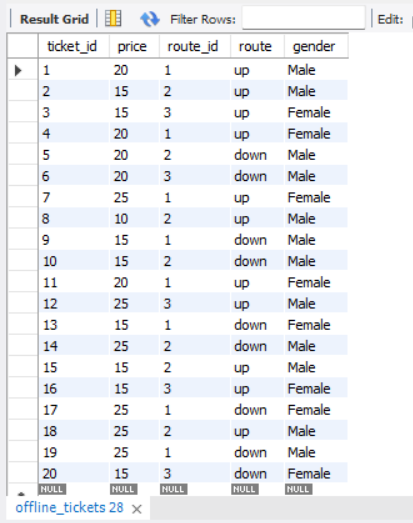 Result Grid Filter Rows: Edit:
ticket_id price route_id route gender
1 20 1 up Male
2 15 2 up Male
3 15 3 up Female
4 20 1 up Female
5 20 2 down Male
6 20 3 down Male
7 25 1 up Female
8 10 2 up Male
9 15 1 down Male
10 15 2 down Male
11 20 1 up Female
12 25 3 up Male
13 15 1 down Female
14 25 2 down Male
15 15 2 up Male
16 15 3 up Female
17 25 1 down Female
18 25 2 up Male
19 25 1 down Male
20 15 3 down Female
NULL NULL NULL NULL NULL
offline_tickets 28